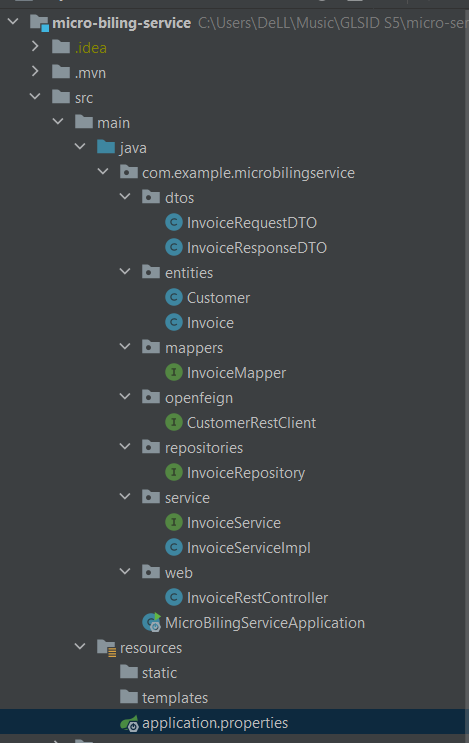 micro-biling-service C:\Users\DeLL\Music\GLSID S5\micro-ser
.idea
.mvn
src
main
java
com.example.microbilingservice
dtos
InvoiceRequestDTO
InvoiceResponseDTO
entities
Customer
Invoice
mappers
InvoiceMapper
openfeign
CustomerRestClient
repositories
InvoiceRepository
service
InvoiceService
InvoiceServiceImpl
web
InvoiceRestController
MicroBilingServiceApplication
resources
static
templates
application.properties